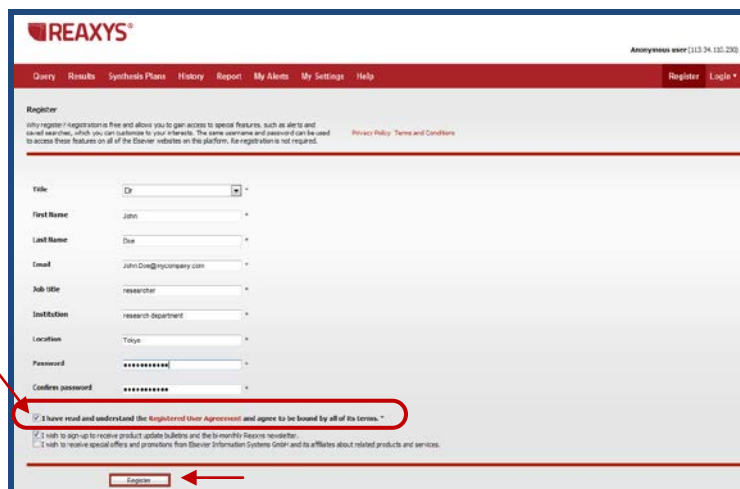 REAXYS®
Anonymous user (113.34.110.230)
Query Results Synthesis Plans History Report My Alerts My Settings Help Register Login
Register
Why register? Registration is free and allows you to gain access to special features, such as alerts and
saved searches, which you can customize to your interests. The same username and password can be used
to access these features on all of the Elsevier websites on this platform. Re-registration is not required.
Privacy Policy Terms and Conditions
Title Dr *
First Name John *
Last Name Doe *
Email John.Doe@mycompany.com *
Job title researcher *
Institution research department *
Location Tokyo *
Password ••••••••••• *
Confirm password ••••••••••• *
I have read and understand the Registered User Agreement and agree to be bound by all of its terms. *
I wish to sign-up to receive product update bulletins and the bi-monthly Reaxys newsletter.
I wish to receive special offers and promotions from Elsevier Information Systems GmbH and its affiliates about related products and services.
Register